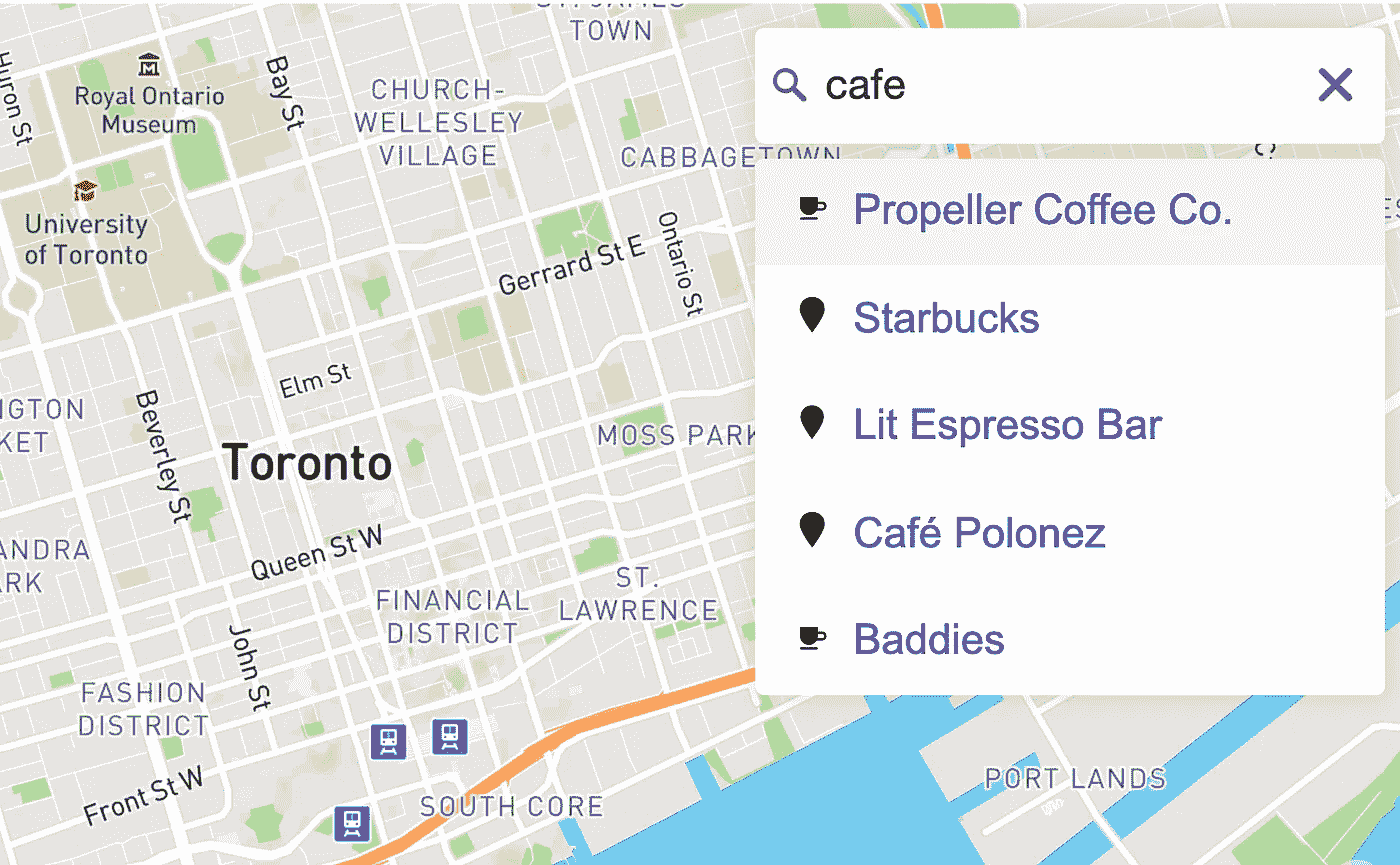 ST. JAMES
TOWN
Huron St
Royal Ontario
Museum
Bay St
CHURCH-
WELLESLEY
VILLAGE
cafe
CABBAGETOWN
University
of Toronto
Gerrard St E
Ontario St
Propeller Coffee Co.
Starbucks
Elm St
Beverley St
MOSS PARK
Lit Espresso Bar
Toronto
Queen St W
Café Polonez
ST.
LAWRENCE
FINANCIAL
DISTRICT
John St
Baddies
FASHION
DISTRICT
Front St W
SOUTH CORE
PORT LANDS